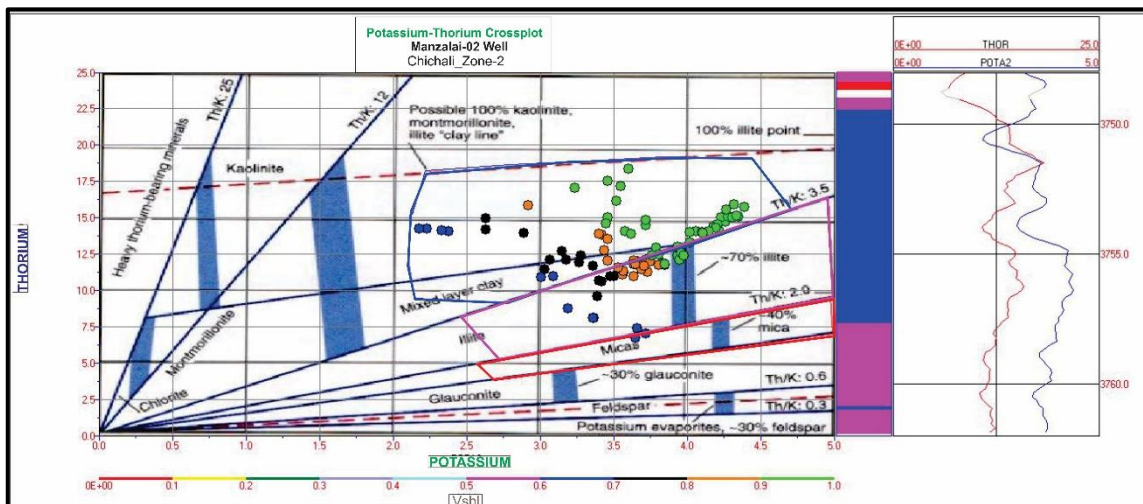 Potassium-Thorium Crossplot
Manzalai-02 Well
Chichali_Zone-2
0E+00 THOR 25.0
0E+00 POTA2 5.0
THORIUM
25.0
22.5
20.0
17.5
15.0
12.5
10.0
7.5
5.0
2.5
0.0
Heavy thorium-bearing minerals
Th/K: 25
Th/K: 12
Possible 100% kaolinite,
montmorillonite,
illite "clay line"
100% illite point
Kaolinite
Th/K: 3.5
Montmorillonite
Mixed layer clay
~70% illite
Illite
Th/K: 2.0
~40%
mica
Micas
Chlorite
~30% glauconite
Glauconite
Th/K: 0.6
Feldspar
Th/K: 0.3
Potassium evaporites, ~30% feldspar
0.0 0.5 1.0 1.5 2.0 2.5 3.0 3.5 4.0 4.5 5.0
POTASSIUM
0E+00 0.1 0.2 0.3 0.4 0.5 0.6 0.7 0.8 0.9 1.0
Vshl
3750.0
3755.0
3760.0